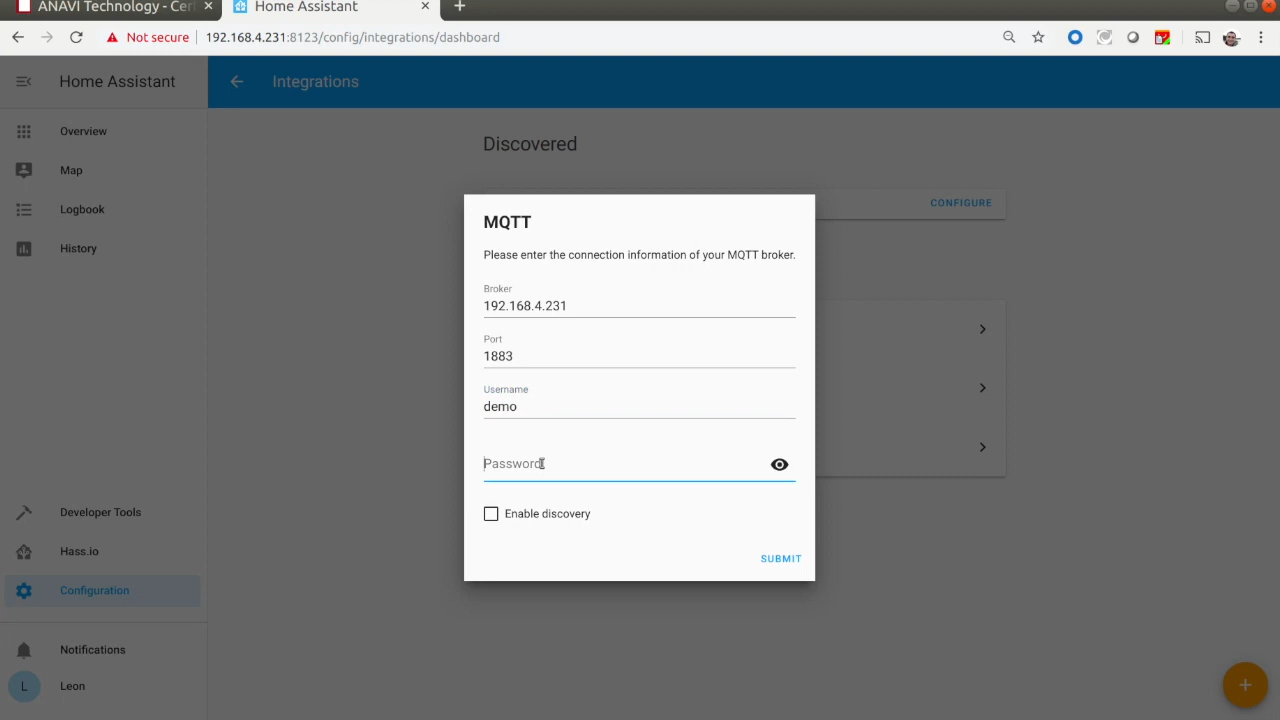 ANAVI Technology - Cer
Home Assistant
Not secure
192.168.4.231:8123/config/integrations/dashboard
Home Assistant
Integrations
Overview
Map
Logbook
History
Developer Tools
Hass.io
Configuration
Notifications
L
Leon
Discovered
CONFIGURE
MQTT
Please enter the connection information of your MQTT broker.
Broker
192.168.4.231
Port
1883
Username
demo
Password
Enable discovery
SUBMIT